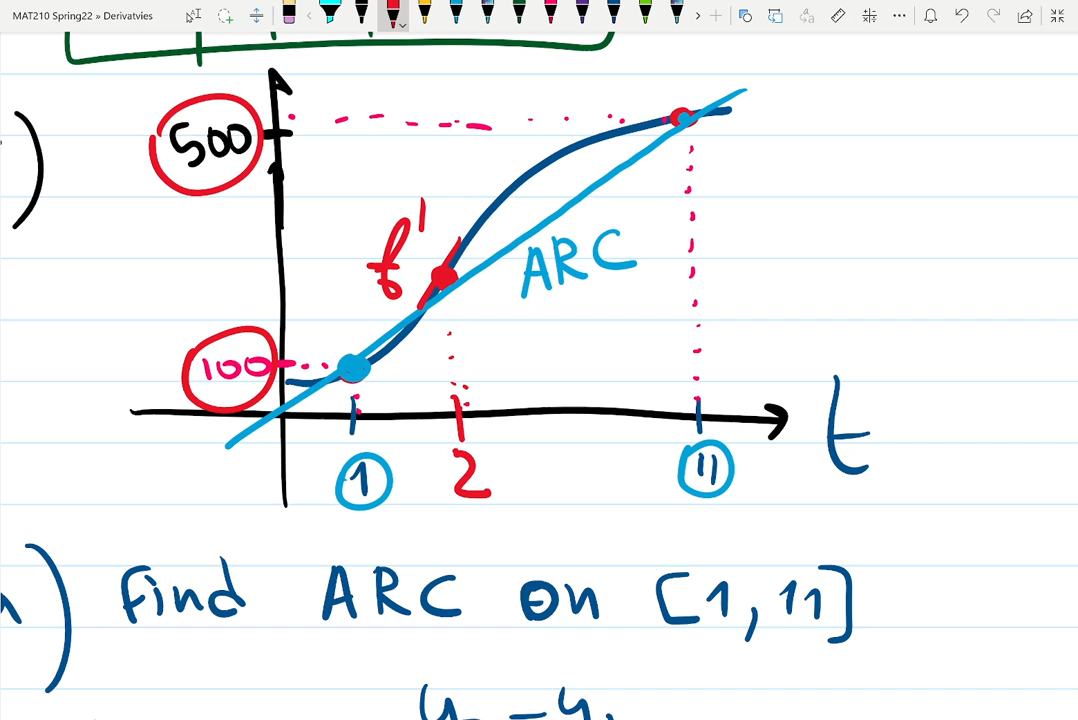 MAT210 Spring22 » Derivatvies
)
500
f'
ARC
100
t
1 2 11
) Find ARC on [1, 11]